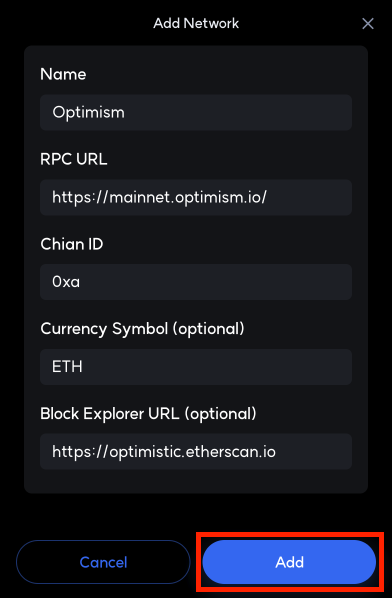 Add Network
Name
Optimism
RPC URL
https://mainnet.optimism.io/
Chian ID
0xa
Currency Symbol (optional)
ETH
Block Explorer URL (optional)
https://optimistic.etherscan.io
Cancel
Add